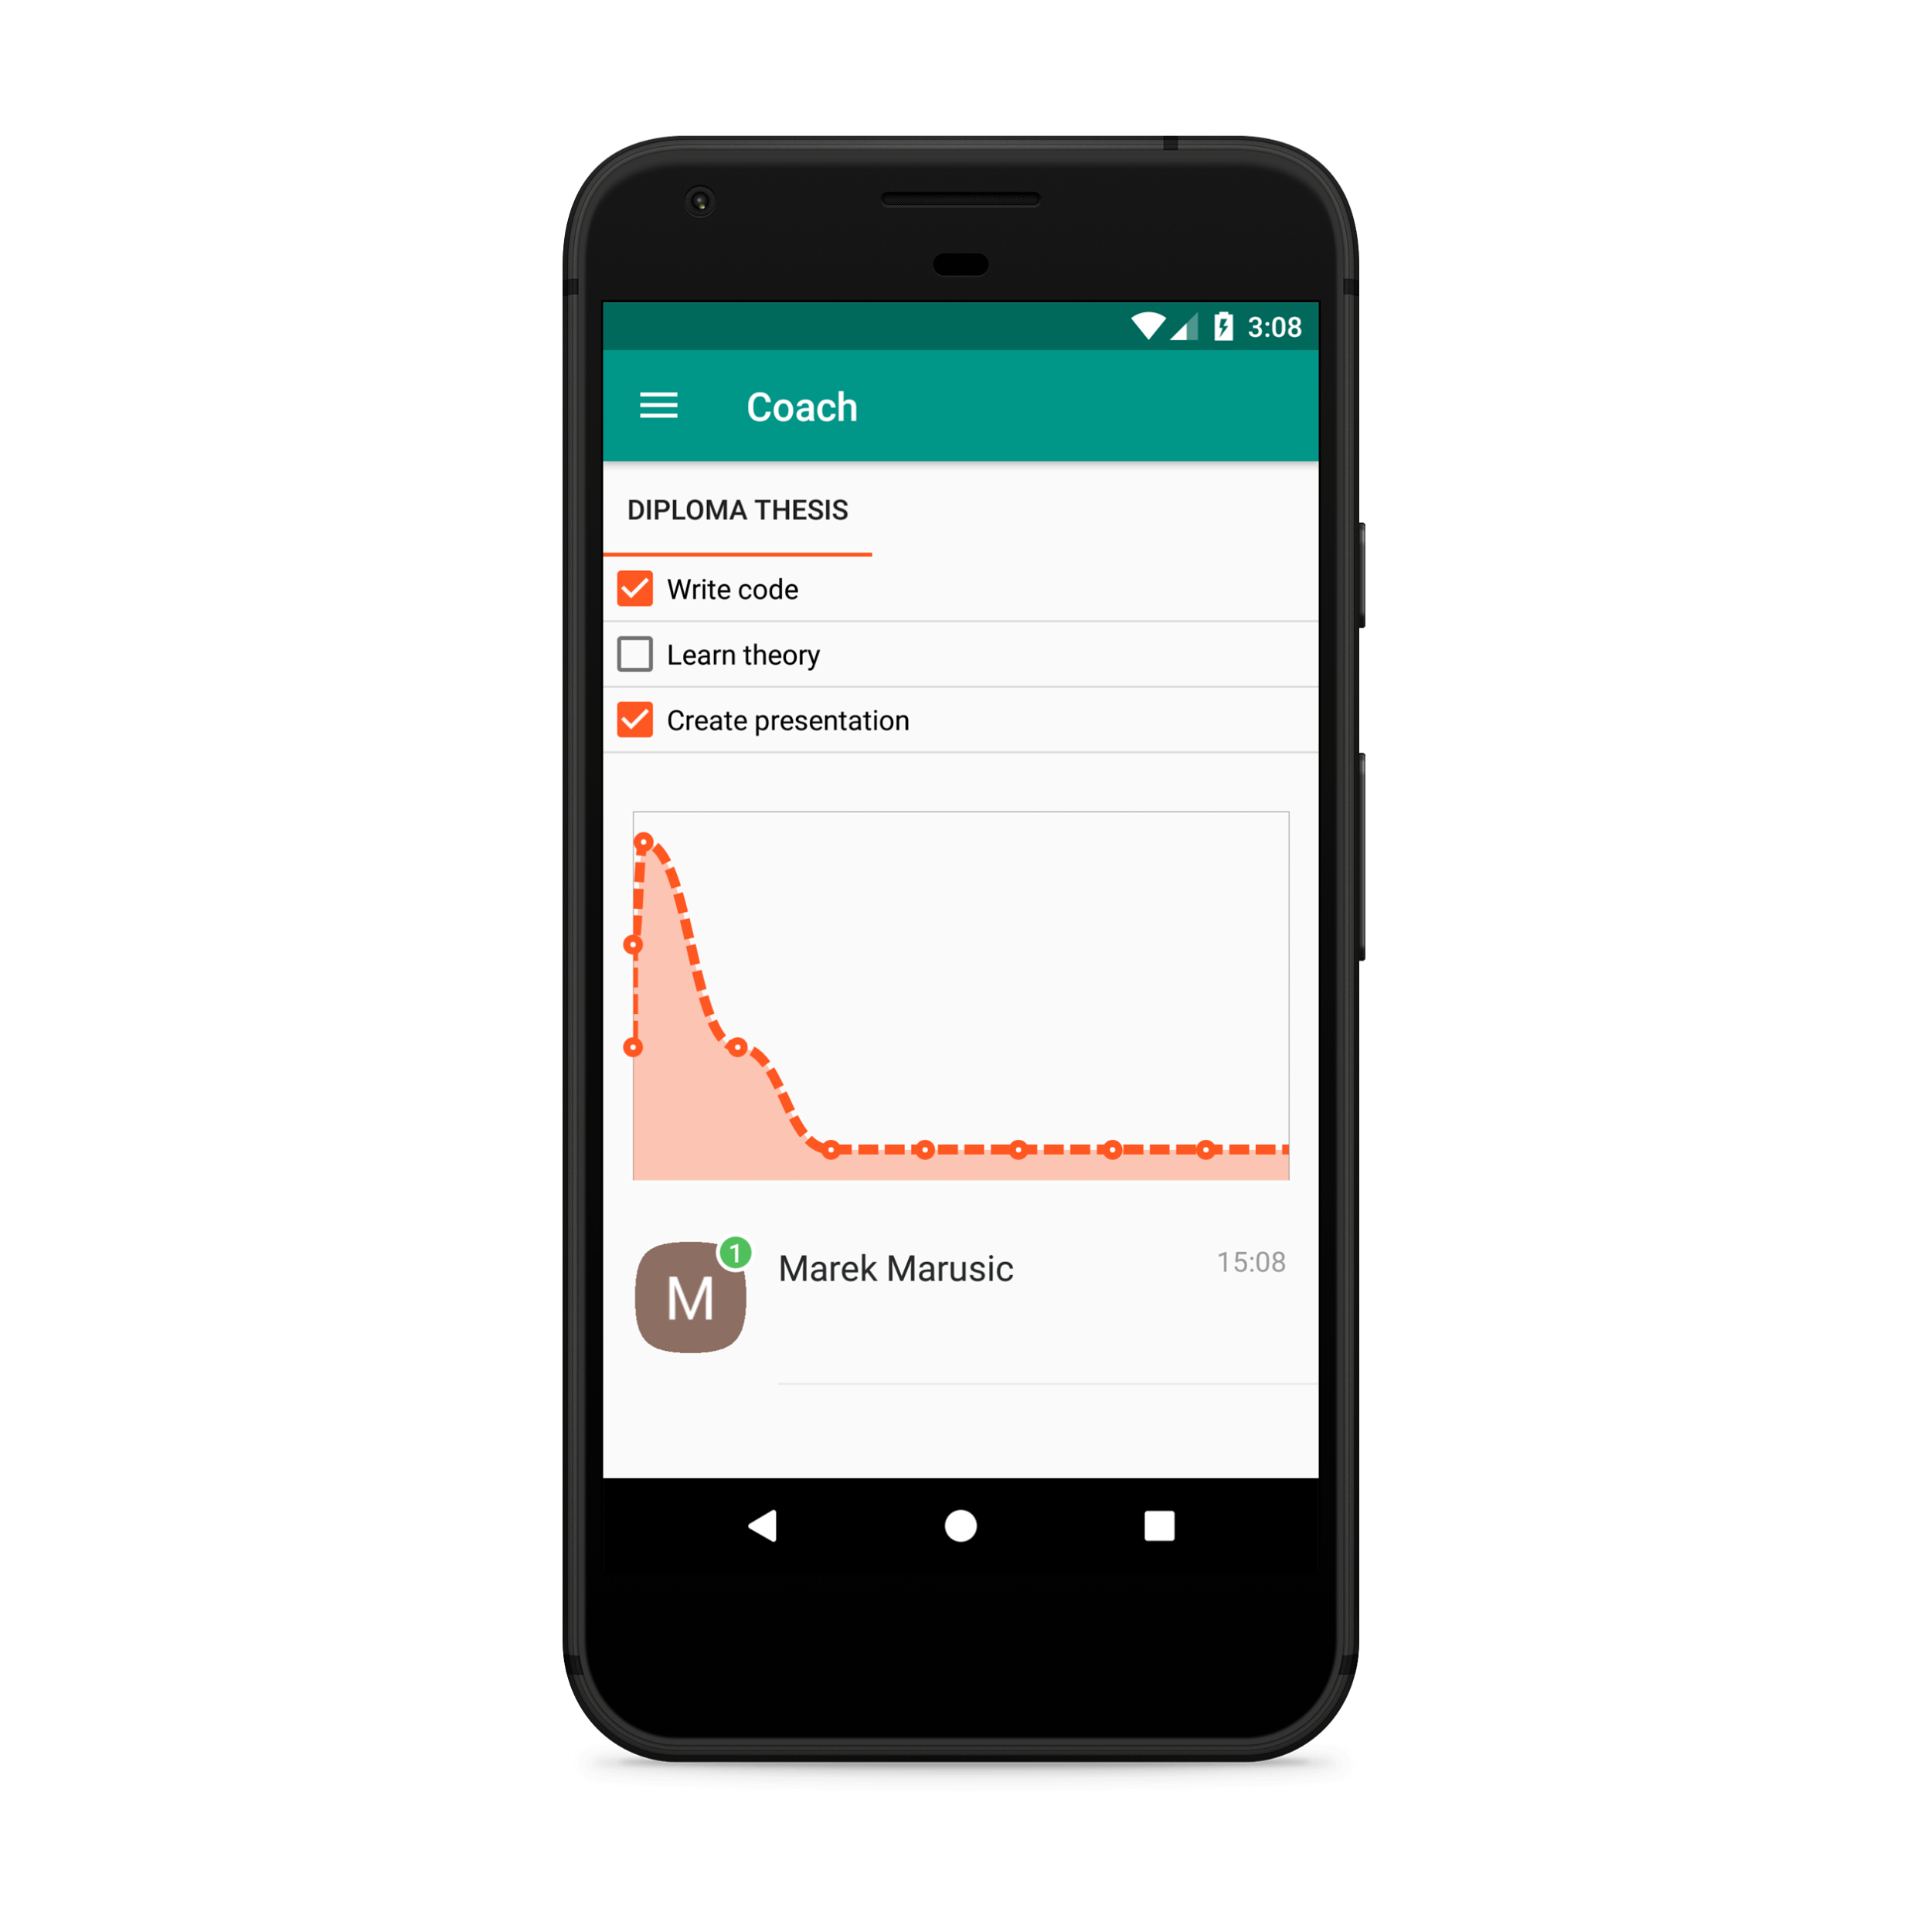 3:08
Coach
DIPLOMA THESIS
Write code
Learn theory
Create presentation
M
1
Marek Marusic
15:08